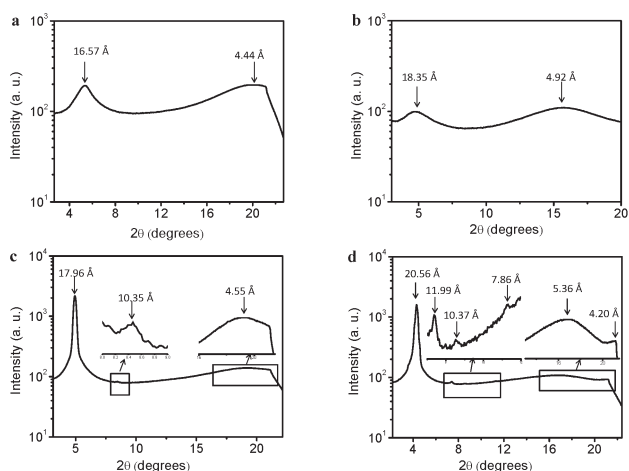 a
16.57 Å
4.44 Å
Intensity (a. u.)
10³
10²
10¹
4 8 12 16 20
2θ (degrees)
b
18.35 Å
4.92 Å
Intensity (a. u.)
10³
10²
10¹
5 10 15 20
2θ (degrees)
c
17.96 Å
10.35 Å
4.55 Å
Intensity (a. u.)
10⁴
10³
10²
10¹
5 10 15 20
2θ (degrees)
d
20.56 Å
11.99 Å
10.37 Å
7.86 Å
5.36 Å
4.20 Å
Intensity (a. u.)
10⁴
10³
10²
10¹
4 8 12 16 20
2θ (degrees)